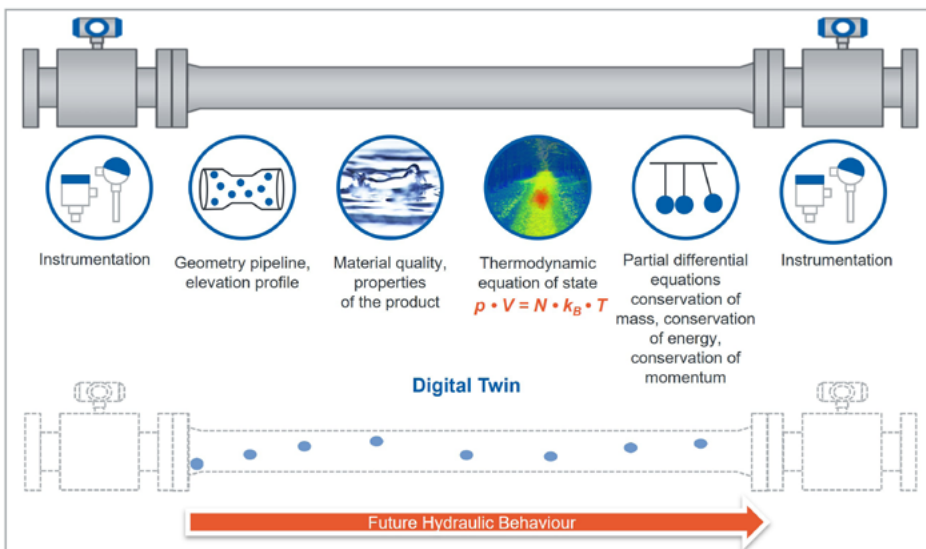 Instrumentation
Geometry pipeline,
elevation profile
Material quality,
properties
of the product
Thermodynamic
equation of state
p • V = N • k_B • T
Partial differential
equations
conservation of
mass, conservation
of energy,
conservation of
momentum
Instrumentation
Digital Twin
Future Hydraulic Behaviour